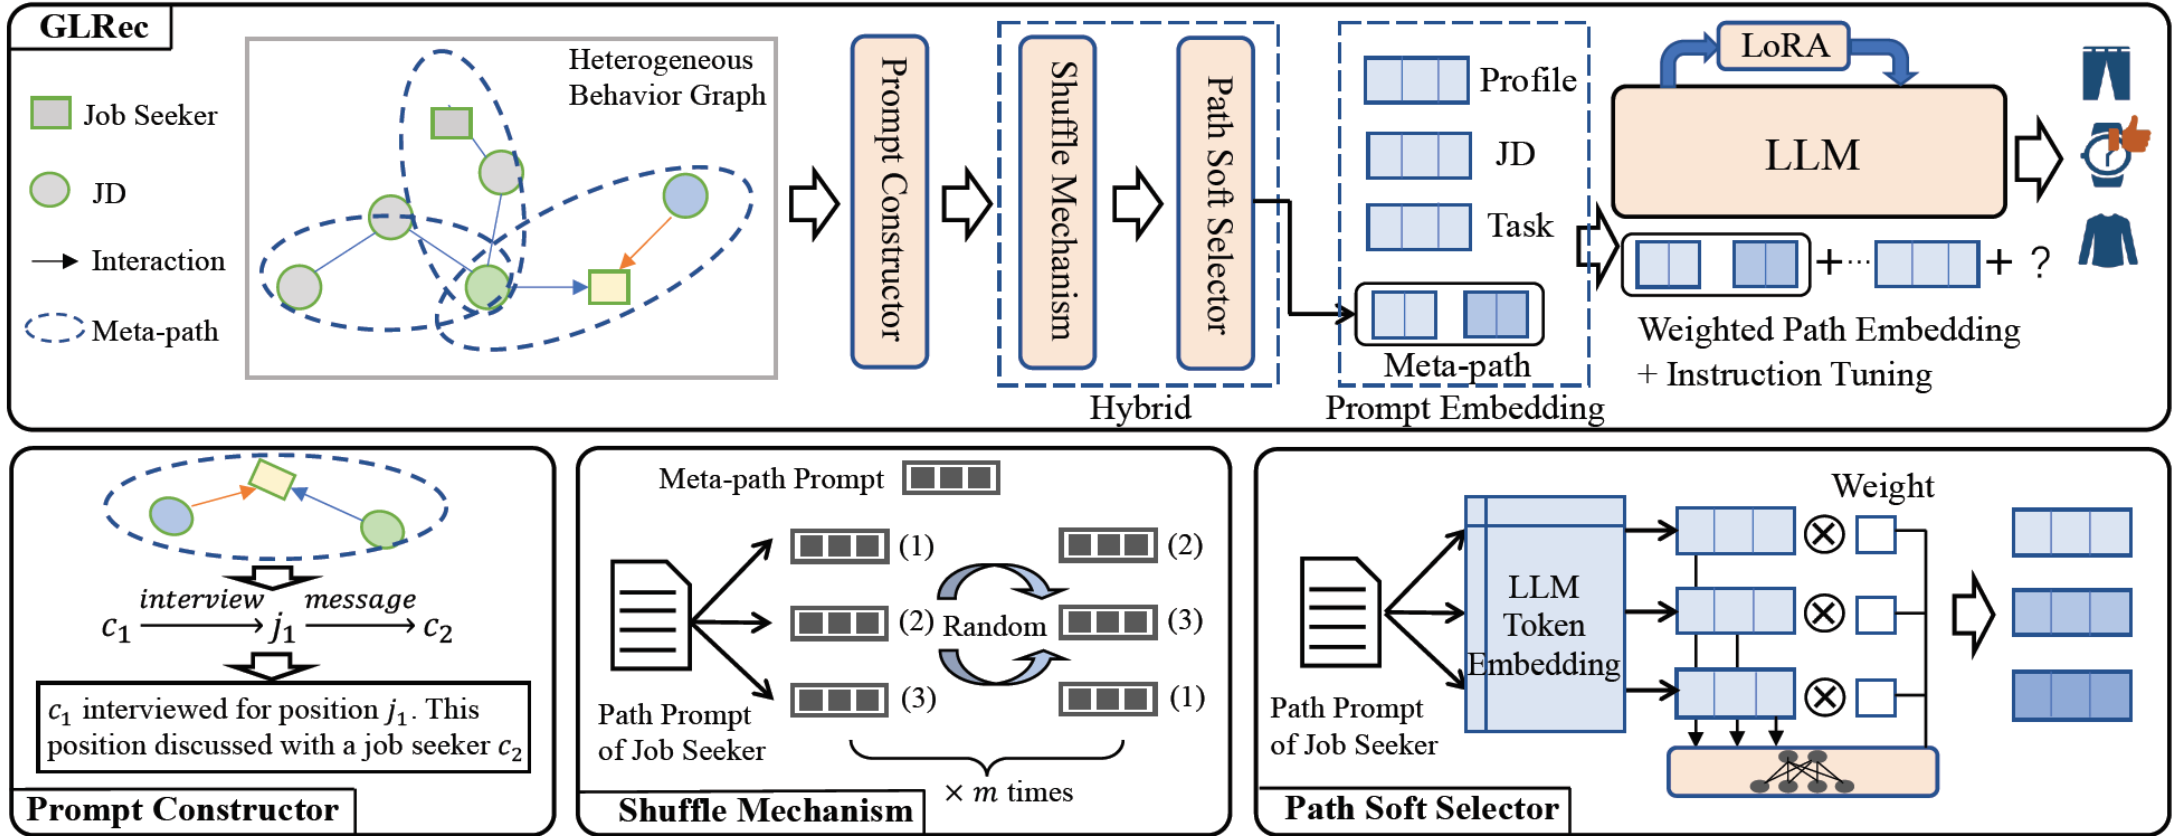 GLRec
Job Seeker
JD
Interaction
Meta-path
Heterogeneous
Behavior Graph
Prompt Constructor
Shuffle Mechanism
Path Soft Selector
Hybrid
Profile
JD
Task
Meta-path
Prompt Embedding
LoRA
LLM
+ ··· + ?
Weighted Path Embedding
+ Instruction Tuning
interview message
c₁ j₁ c₂
c₁ interviewed for position j₁. This
position discussed with a job seeker c₂
Prompt Constructor
Meta-path Prompt
(1) (2)
(2) Random (3)
(3) (1)
Path Prompt
of Job Seeker
× m times
Shuffle Mechanism
Weight
LLM
Token
Embedding
Path Prompt
of Job Seeker
Path Soft Selector